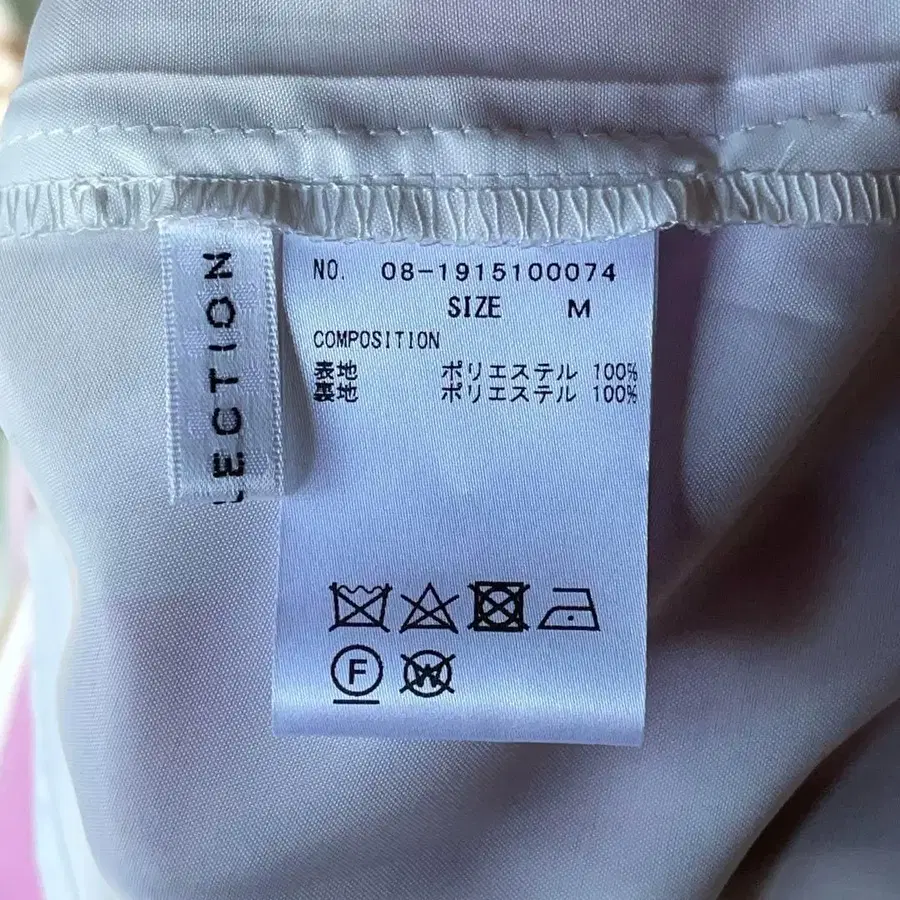 LECTION
NO. 08-1915100074
SIZE M
COMPOSITION
表地 ポリエステル 100%
裏地 ポリエステル 100%
F
W